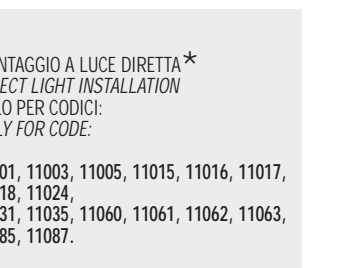 NTAGGIO A LUCE DIRETTA*
ECT LIGHT INSTALLATION
LO PER CODICI:
LY FOR CODE:
01, 11003, 11005, 11015, 11016, 11017,
18, 11024,
31, 11035, 11060, 11061, 11062, 11063,
85, 11087.